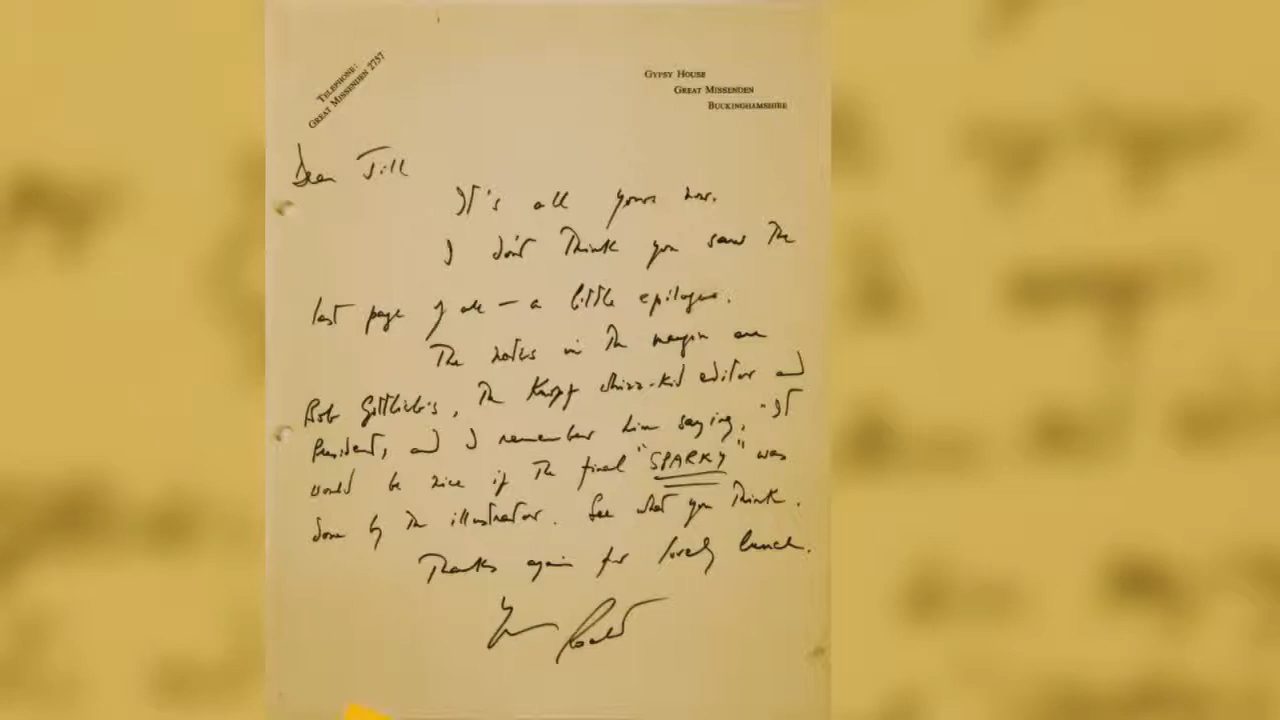 TELEPHONE:
GREAT MISSENDEN 2757
GYPSY HOUSE
GREAT MISSENDEN
BUCKINGHAMSHIRE
Dear Jill
It's all yours now.
I don't think you saw the
last page of all — a little epilogue.
The notes in the margin are
Bob Gottlieb's, the Knopf whizz-kid editor and
President, and I remember him saying, "It
would be nice if the final "SPARKY" was
done by the illustrator. See what you think.
Thanks again for lovely lunch.
Yours Roald